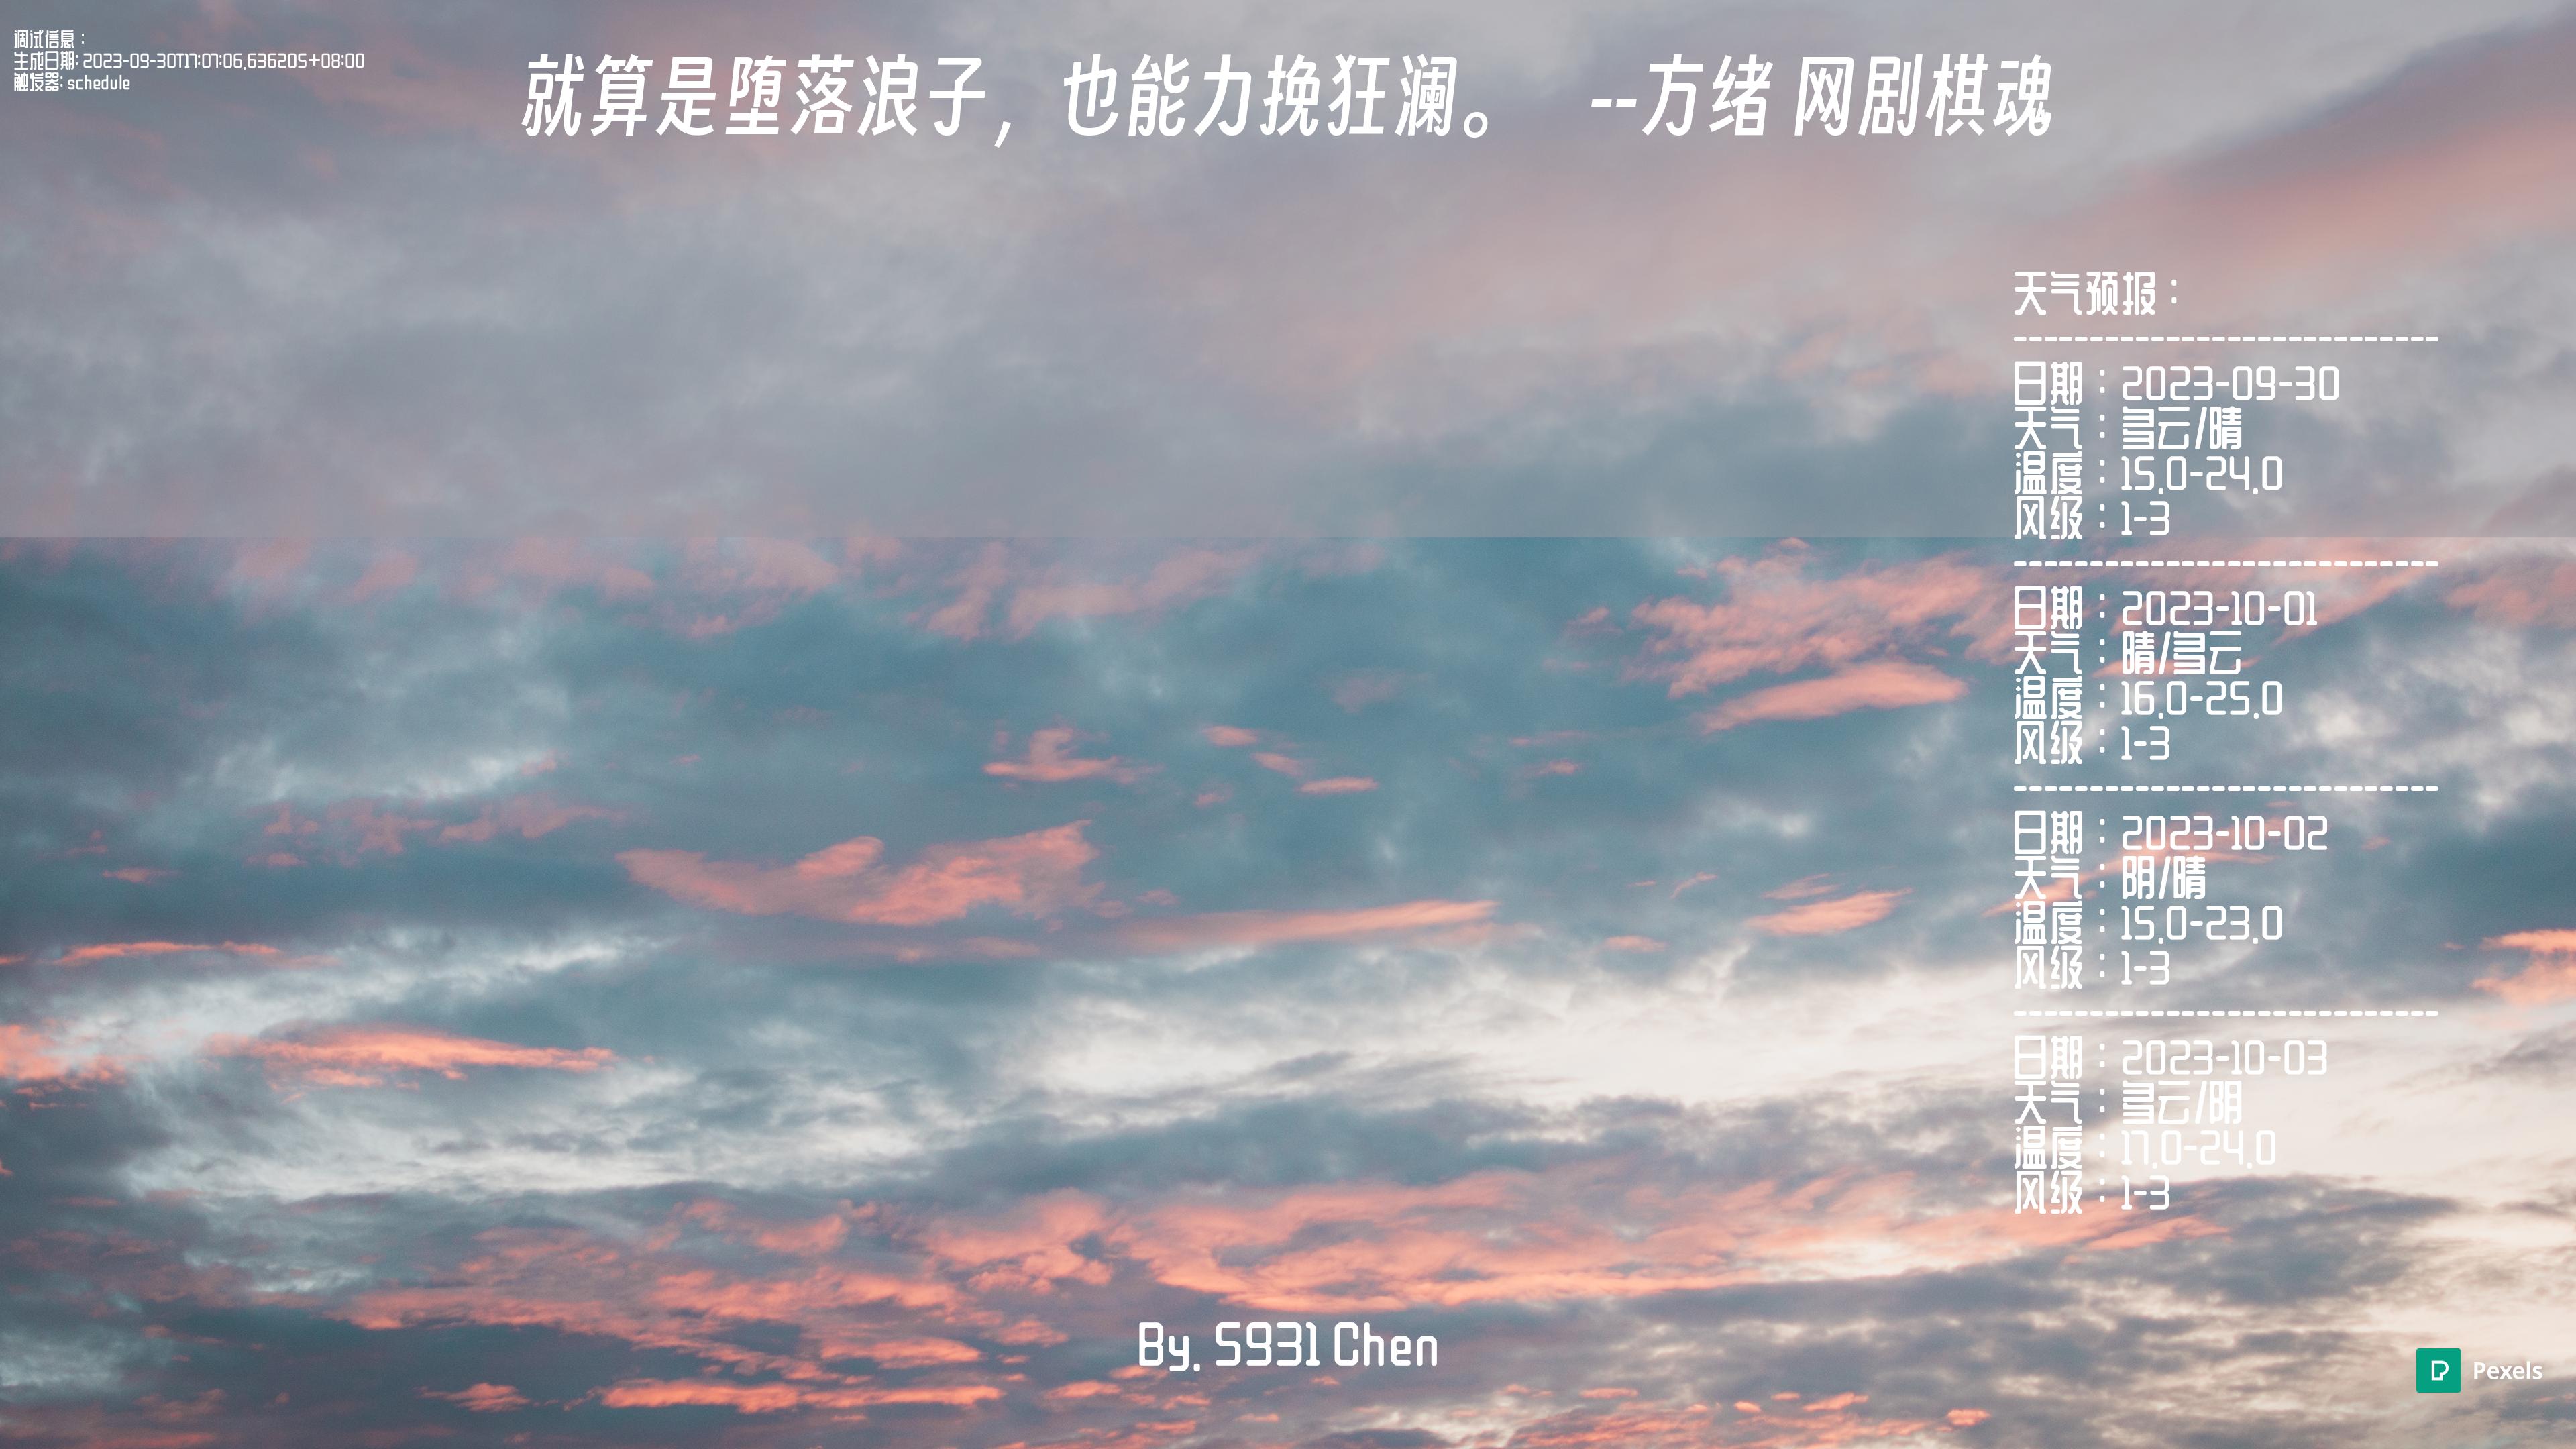 调试信息：
生成日期: 2023-09-30T17:07:06.636205+08:00
触发器: schedule
就算是堕落浪子，也能力挽狂澜。 --方绪 网剧棋魂
天气预报：
----------------------------
日期：2023-09-30
天气：多云/晴
温度：15.0-24.0
风级：1-3
----------------------------
日期：2023-10-01
天气：晴/多云
温度：16.0-25.0
风级：1-3
----------------------------
日期：2023-10-02
天气：阴/晴
温度：15.0-23.0
风级：1-3
----------------------------
日期：2023-10-03
天气：多云/阴
温度：17.0-24.0
风级：1-3
By. S931 Chen
Pexels